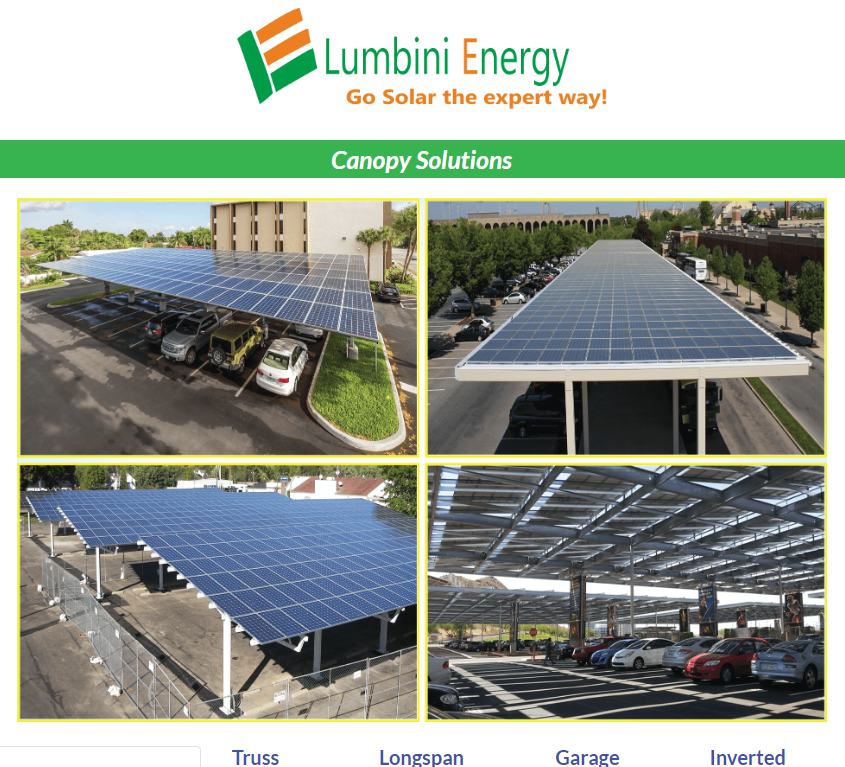 Lumbini Energy
Go Solar the expert way!
Canopy Solutions
Truss Longspan Garage Inverted